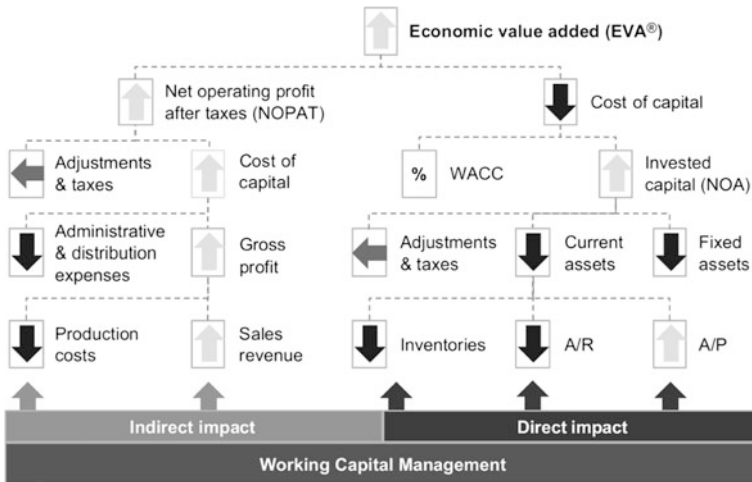 Economic value added (EVA®)
Net operating profit
after taxes (NOPAT)
Cost of capital
Adjustments
& taxes
Cost of
capital
%
WACC
Invested
capital (NOA)
Administrative
& distribution
expenses
Gross
profit
Adjustments
& taxes
Current
assets
Fixed
assets
Production
costs
Sales
revenue
Inventories
A/R
A/P
Indirect impact
Direct impact
Working Capital Management